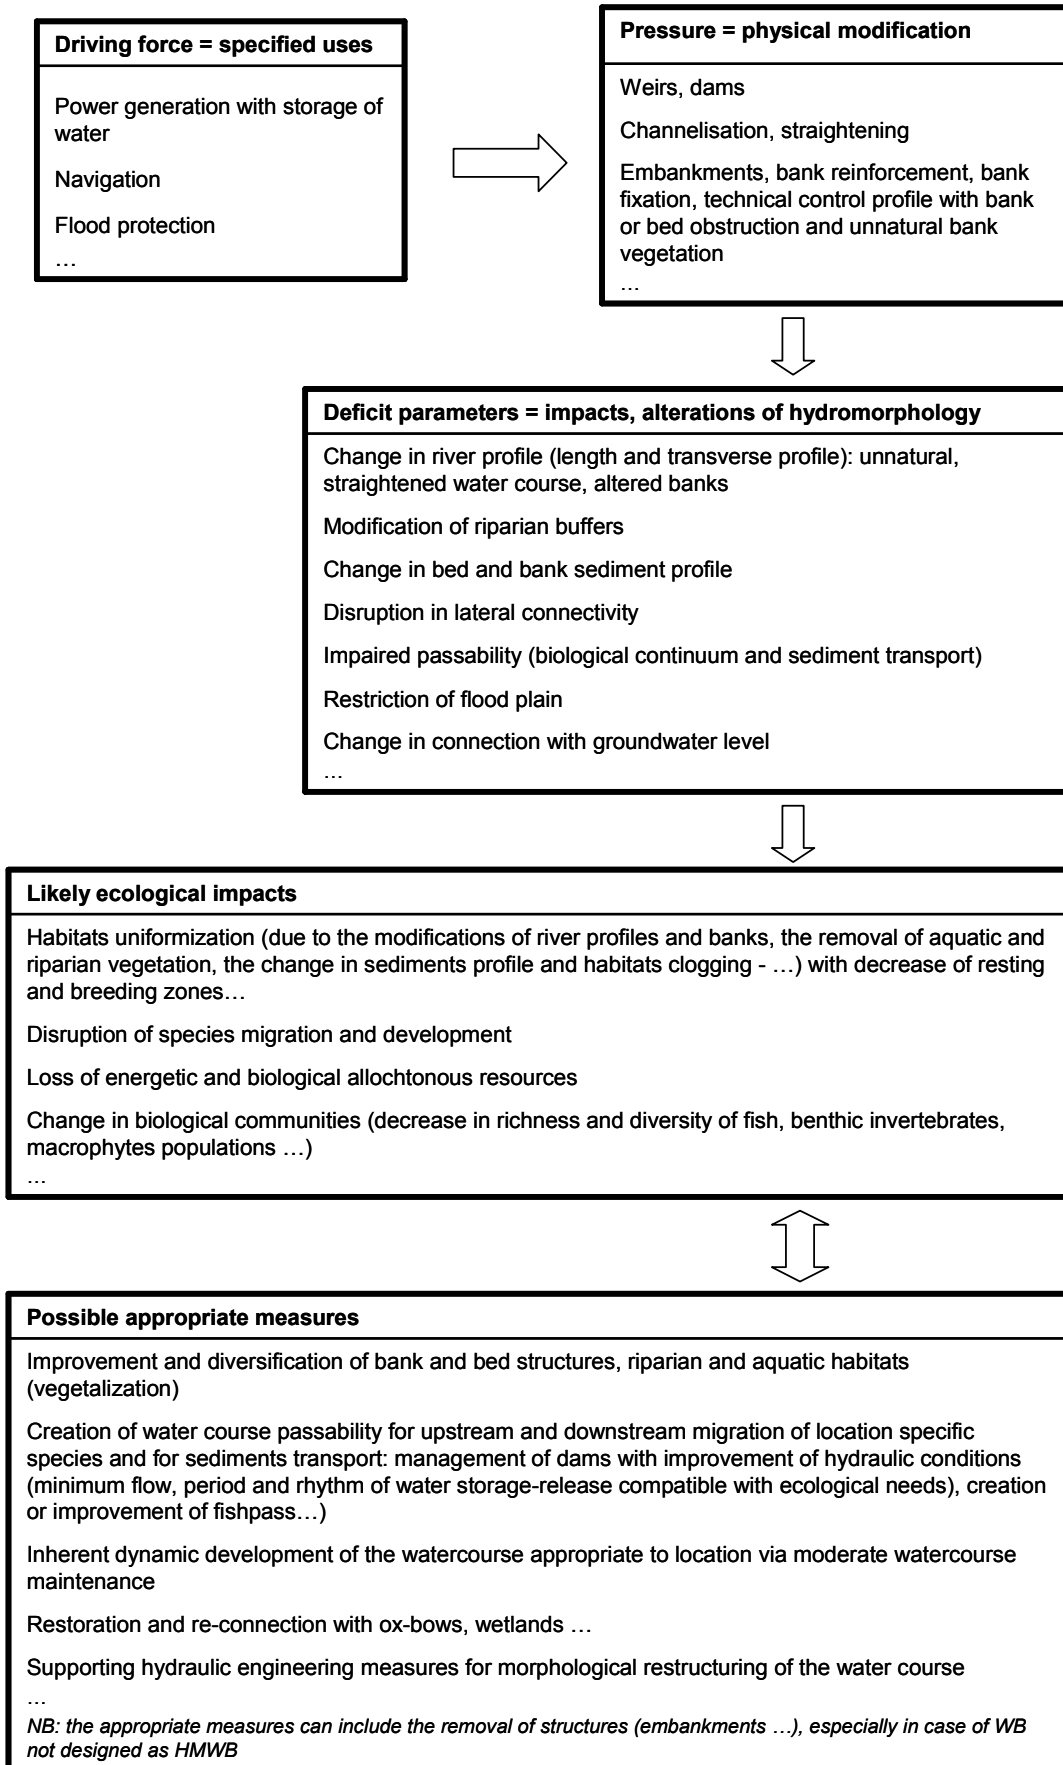 Driving force = specified uses
Power generation with storage of
water
Navigation
Flood protection
…
Pressure = physical modification
Weirs, dams
Channelisation, straightening
Embankments, bank reinforcement, bank
fixation, technical control profile with bank
or bed obstruction and unnatural bank
vegetation
...
Deficit parameters = impacts, alterations of hydromorphology
Change in river profile (length and transverse profile): unnatural,
straightened water course, altered banks
Modification of riparian buffers
Change in bed and bank sediment profile
Disruption in lateral connectivity
Impaired passability (biological continuum and sediment transport)
Restriction of flood plain
Change in connection with groundwater level
...
Likely ecological impacts
Habitats uniformization (due to the modifications of river profiles and banks, the removal of aquatic and
riparian vegetation, the change in sediments profile and habitats clogging - …) with decrease of resting
and breeding zones…
Disruption of species migration and development
Loss of energetic and biological allochtonous resources
Change in biological communities (decrease in richness and diversity of fish, benthic invertebrates,
macrophytes populations …)
...
Possible appropriate measures
Improvement and diversification of bank and bed structures, riparian and aquatic habitats
(vegetalization)
Creation of water course passability for upstream and downstream migration of location specific
species and for sediments transport: management of dams with improvement of hydraulic conditions
(minimum flow, period and rhythm of water storage-release compatible with ecological needs), creation
or improvement of fishpass…)
Inherent dynamic development of the watercourse appropriate to location via moderate watercourse
maintenance
Restoration and re-connection with ox-bows, wetlands …
Supporting hydraulic engineering measures for morphological restructuring of the water course
...
NB: the appropriate measures can include the removal of structures (embankments …), especially in case of WB
not designed as HMWB